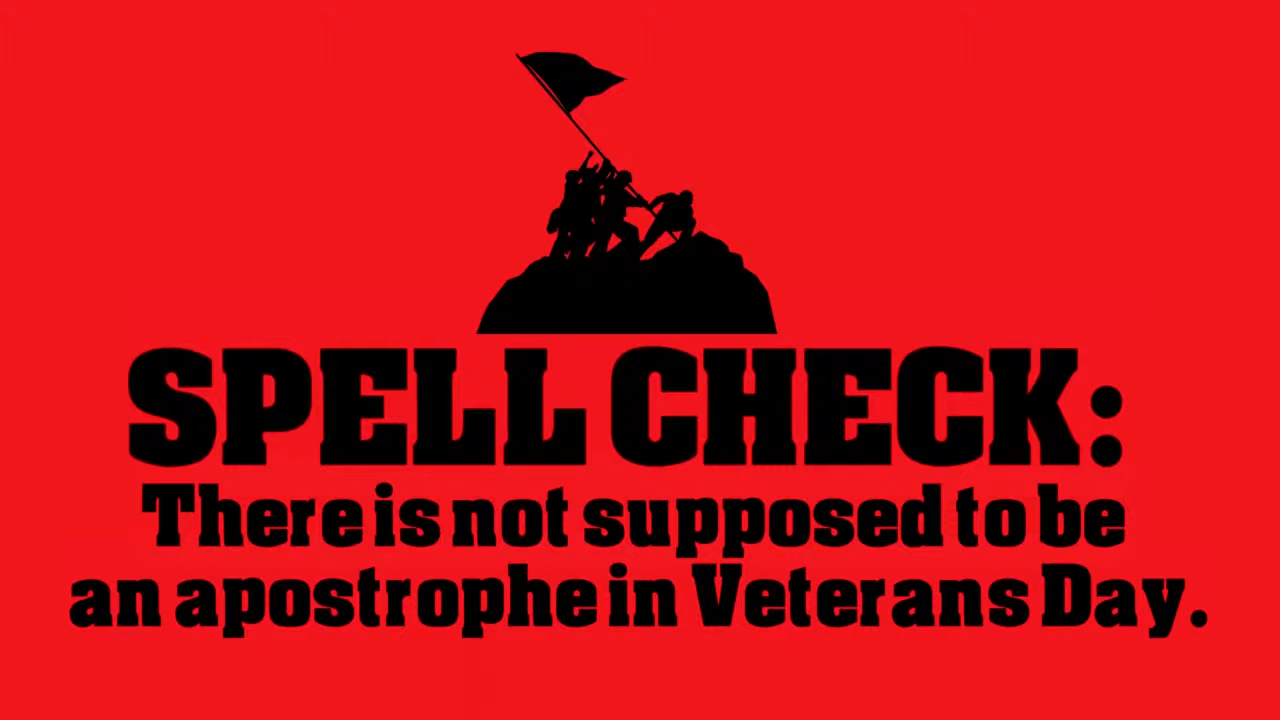 SPELL CHECK:
There is not supposed to be
an apostrophe in Veterans Day.